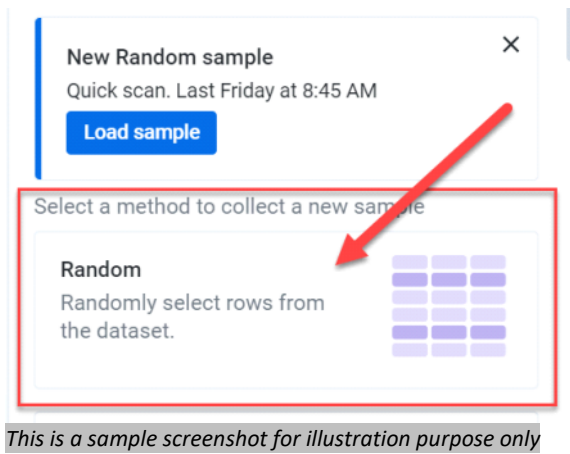 New Random sample
Quick scan. Last Friday at 8:45 AM
Load sample
Select a method to collect a new sample
Random
Randomly select rows from
the dataset.
This is a sample screenshot for illustration purpose only